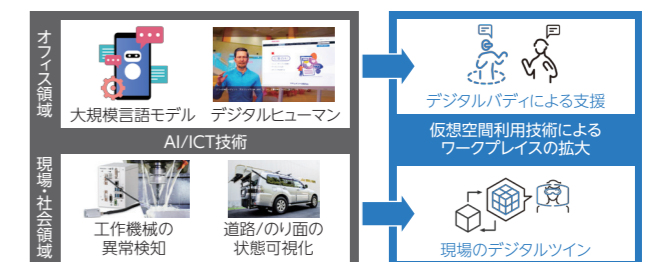 オフィス領域
大規模言語モデル
デジタルヒューマン
AI/ICT技術
現場・社会領域
工作機械の
異常検知
道路/のり面の
状態可視化
デジタルバディによる支援
仮想空間利用技術による
ワークプレイスの拡大
現場のデジタルツイン